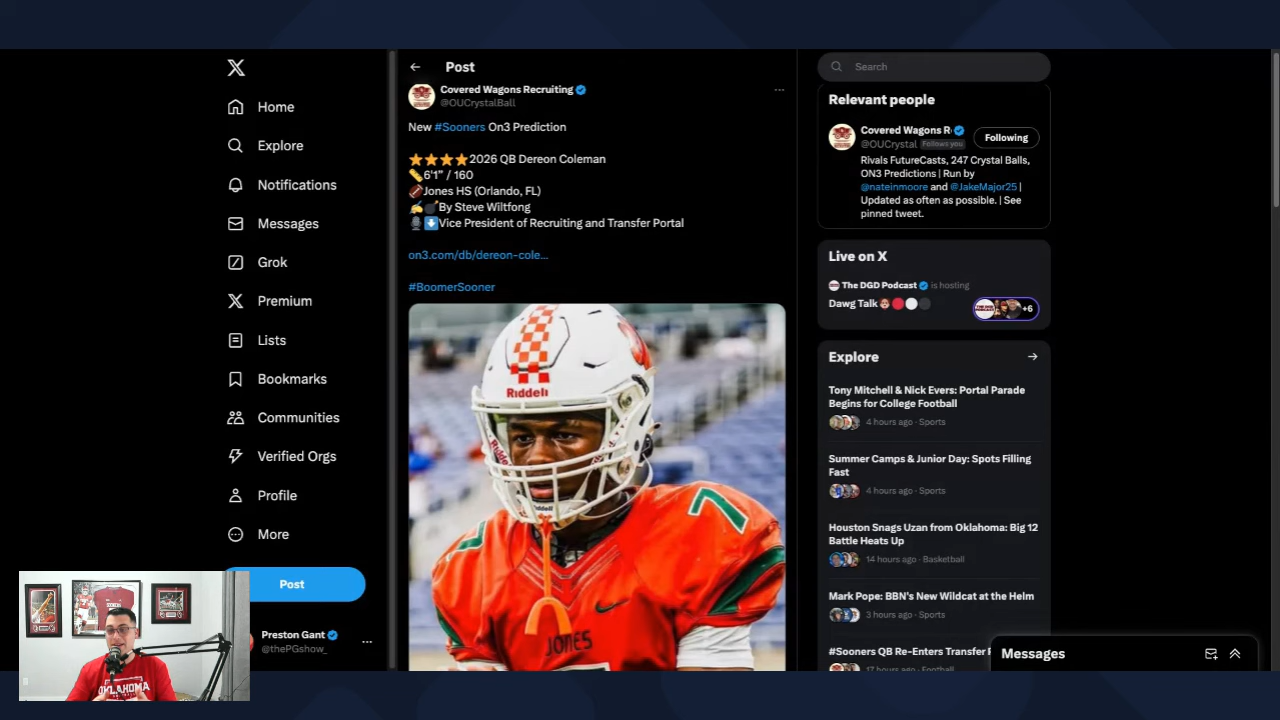 Home
Explore
Notifications
Messages
Grok
Premium
Lists
Bookmarks
Communities
Verified Orgs
Profile
More
Post
Preston Gant
@thePGshow_
Post
Covered Wagons Recruiting
@OUCrystalBall
New #Sooners On3 Prediction
2026 QB Dereon Coleman
6'1" / 160
Jones HS (Orlando, FL)
By Steve Wiltfong
Vice President of Recruiting and Transfer Portal
on3.com/db/dereon-cole...
#BoomerSooner
Riddell
Riddell
7
7
JONES
Search
Relevant people
Covered Wagons R
@OUCrystal Follows you
Following
Rivals FutureCasts, 247 Crystal Balls,
ON3 Predictions | Run by
@nateinmoore and @JakeMajor25 |
Updated as often as possible. | See
pinned tweet.
Live on X
The DGD Podcast is hosting
Dawg Talk
+6
Explore
Tony Mitchell & Nick Evers: Portal Parade
Begins for College Football
4 hours ago · Sports
Summer Camps & Junior Day: Spots Filling
Fast
4 hours ago · Sports
Houston Snags Uzan from Oklahoma: Big 12
Battle Heats Up
14 hours ago · Basketball
Mark Pope: BBN's New Wildcat at the Helm
3 hours ago · Sports
#Sooners QB Re-Enters Transfer
17 hours ago · Football
Messages
OKLAHOMA